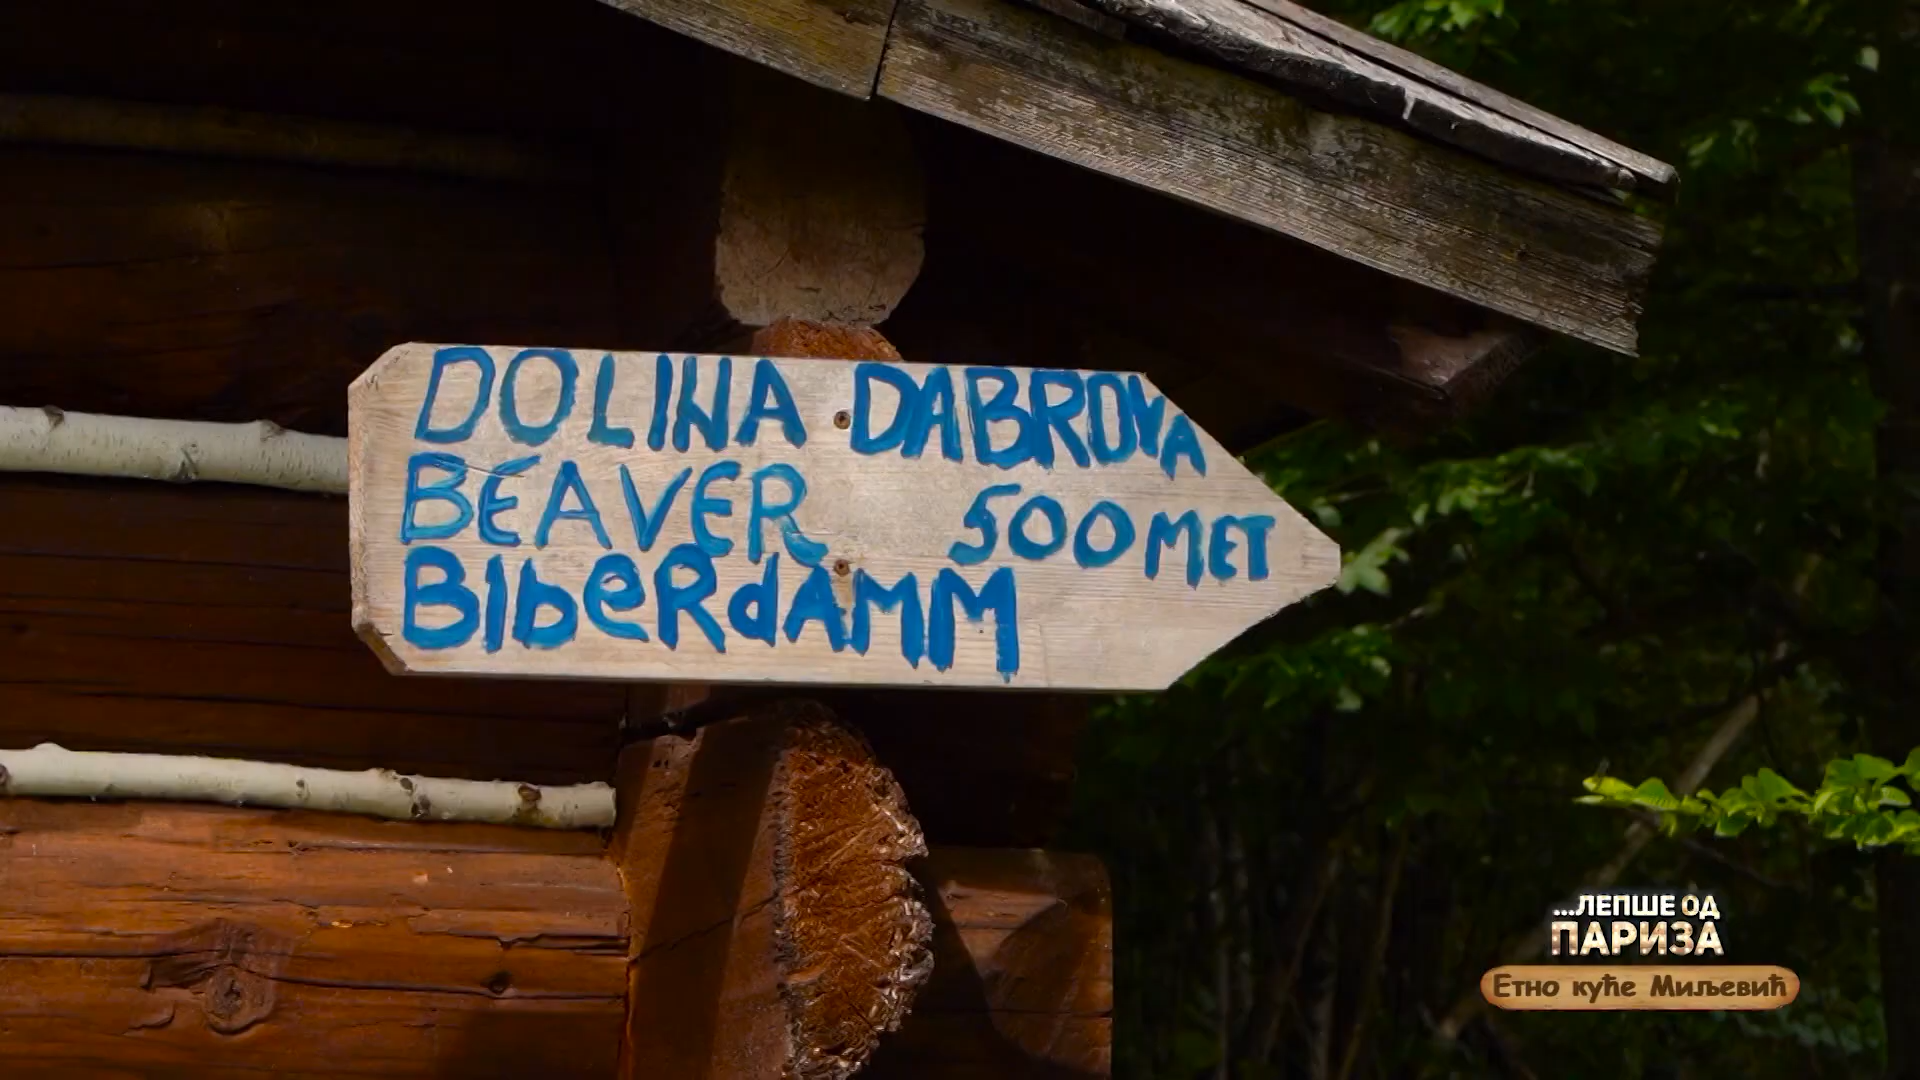 DOLINA DABROVA
BEAVER 500 MET
BIbeRdAMM
...ЛЕПШЕ ОД
ПАРИЗА
Етно куће Миљевић